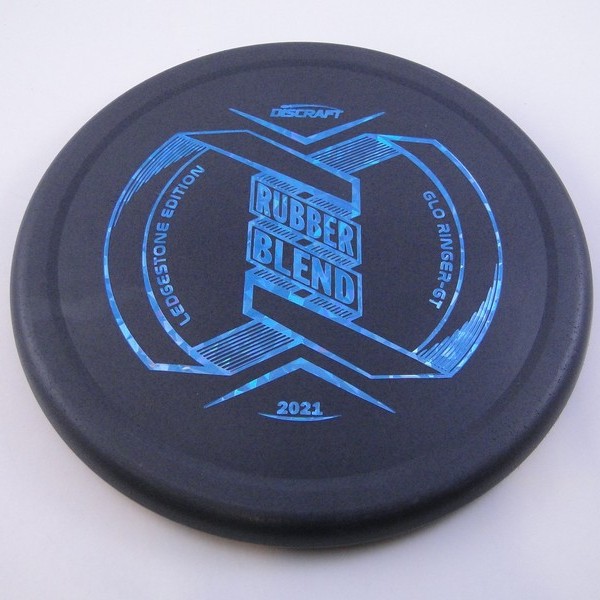 DISCRAFT
LEDGESTONE EDITION
RUBBER
BLEND
GLO RINGER-GT
2021